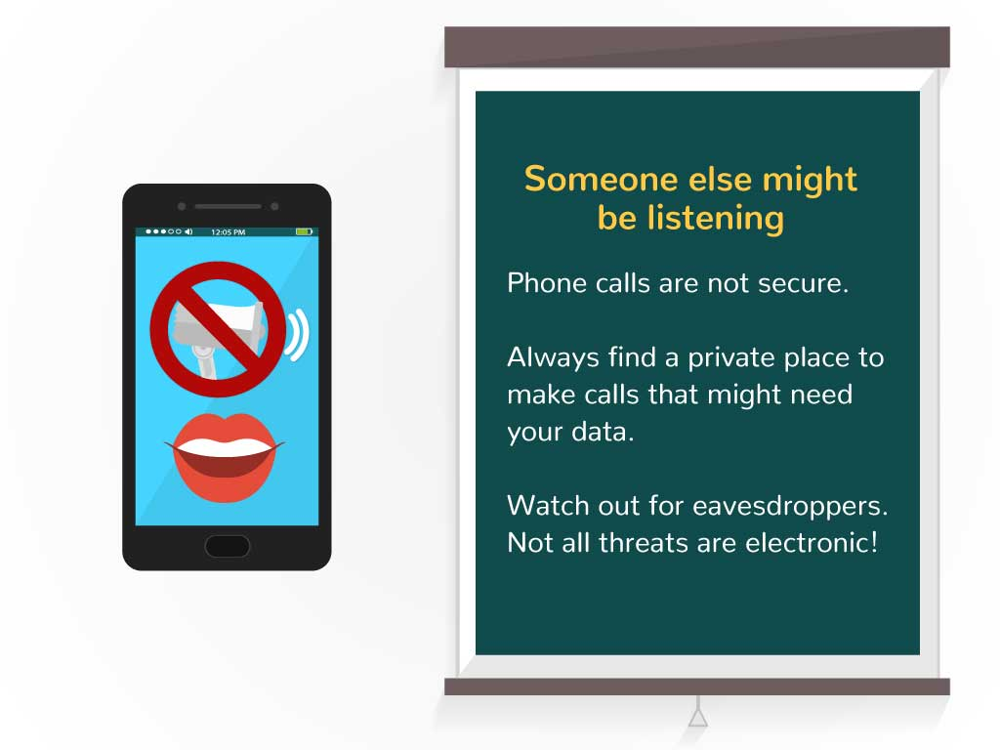 12:05 PM
Someone else might
be listening
Phone calls are not secure.
Always find a private place to
make calls that might need
your data.
Watch out for eavesdroppers.
Not all threats are electronic!